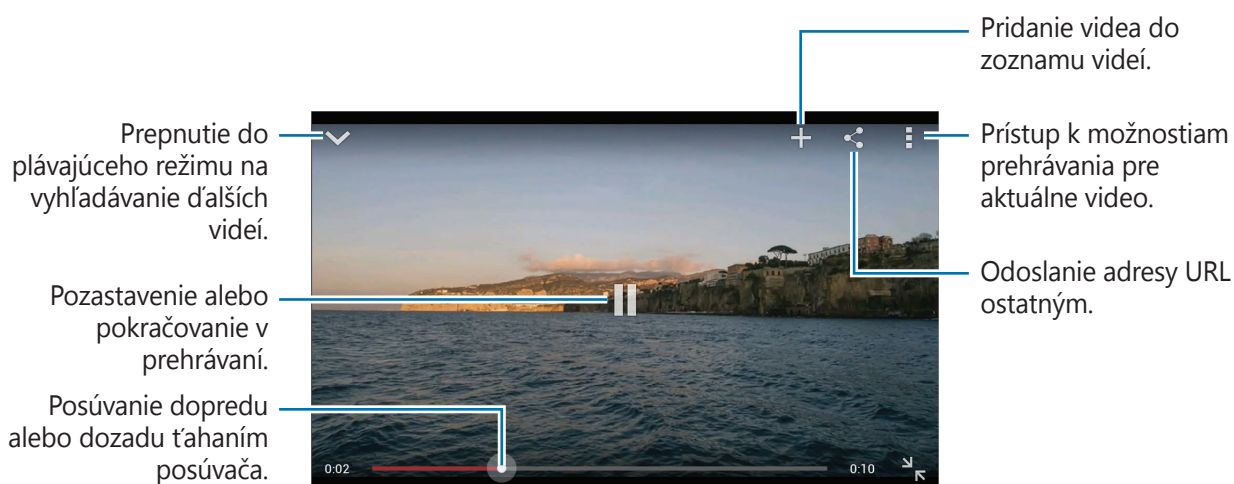 Pridanie videa do
zoznamu videí.
Prepnutie do
plávajúceho režimu na
vyhľadávanie ďalších
videí.
Prístup k možnostiam
prehrávania pre
aktuálne video.
Odoslanie adresy URL
ostatným.
Pozastavenie alebo
pokračovanie v
prehrávaní.
Posúvanie dopredu
alebo dozadu ťahaním
posúvača.
0:02
0:10